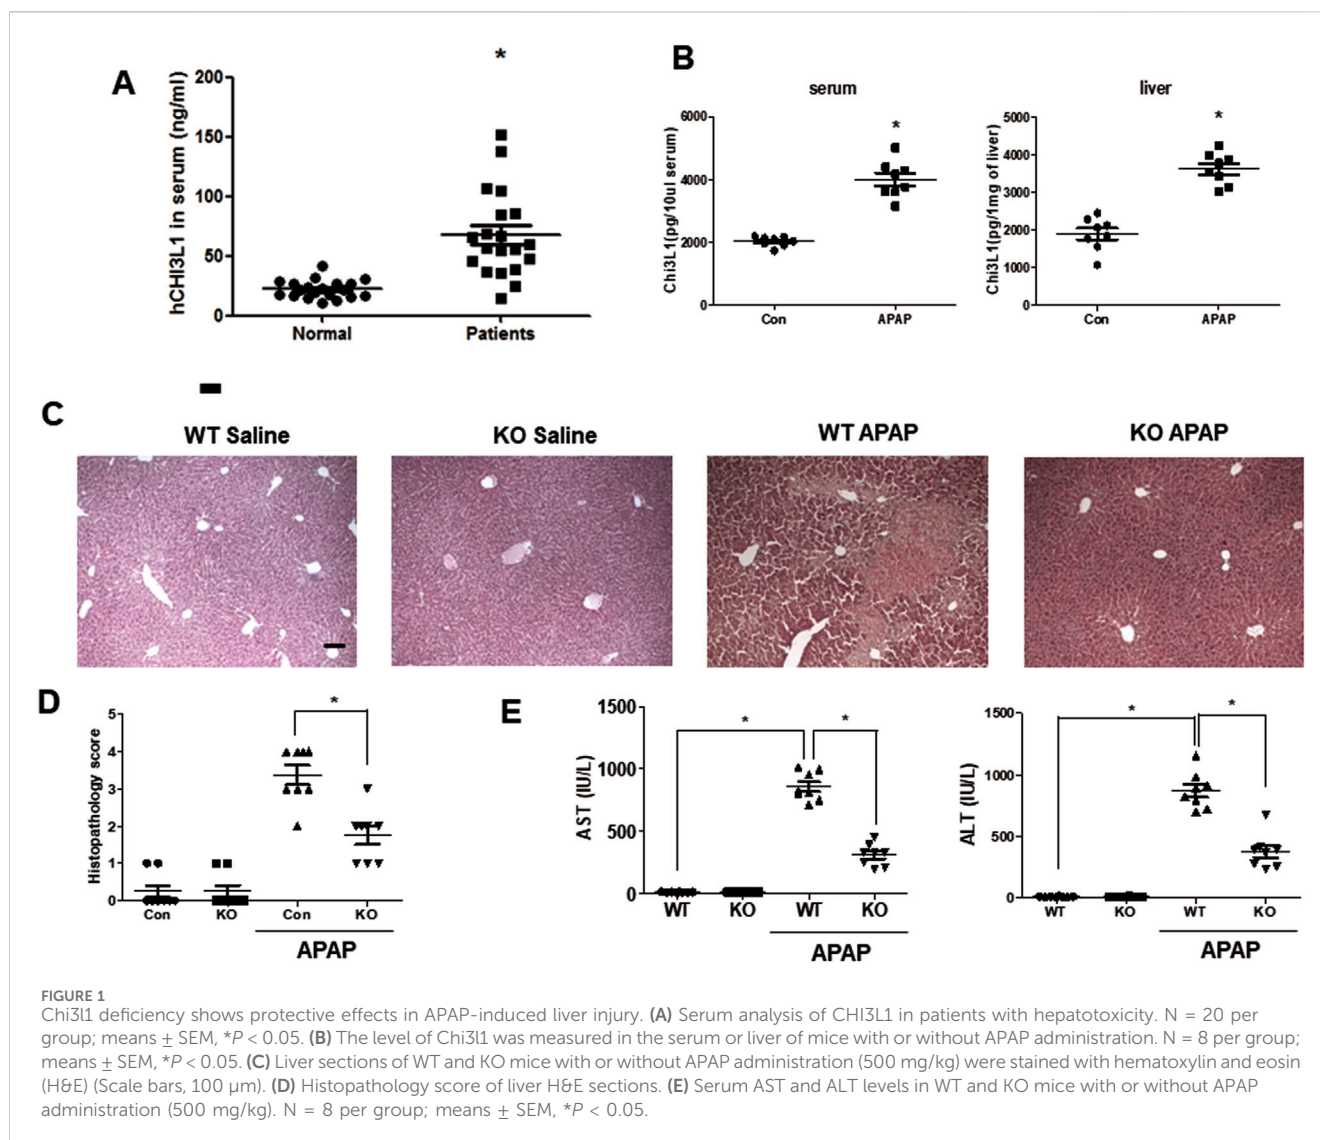 A
*
hCHI3L1 in serum (ng/ml)
200
150
100
50
0
Normal
Patients
B
serum
*
Chi3L1(pg/10ul serum)
6000
4000
2000
0
Con
APAP
liver
*
Chi3L1(pg/1mg of liver)
5000
4000
3000
2000
1000
0
Con
APAP
C
WT Saline
KO Saline
WT APAP
KO APAP
D
*
Histopathology score
5
4
3
2
1
0
Con
KO
Con
KO
APAP
E
*
*
AST (IU/L)
1500
1000
500
0
WT
KO
WT
KO
APAP
*
*
ALT (IU/L)
1500
1000
500
0
WT
KO
WT
KO
APAP
FIGURE 1
Chi3l1 deficiency shows protective effects in APAP-induced liver injury. (A) Serum analysis of CHI3L1 in patients with hepatotoxicity. N = 20 per
group; means ± SEM, *P < 0.05. (B) The level of Chi3l1 was measured in the serum or liver of mice with or without APAP administration. N = 8 per group;
means ± SEM, *P < 0.05. (C) Liver sections of WT and KO mice with or without APAP administration (500 mg/kg) were stained with hematoxylin and eosin
(H&E) (Scale bars, 100 μm). (D) Histopathology score of liver H&E sections. (E) Serum AST and ALT levels in WT and KO mice with or without APAP
administration (500 mg/kg). N = 8 per group; means ± SEM, *P < 0.05.